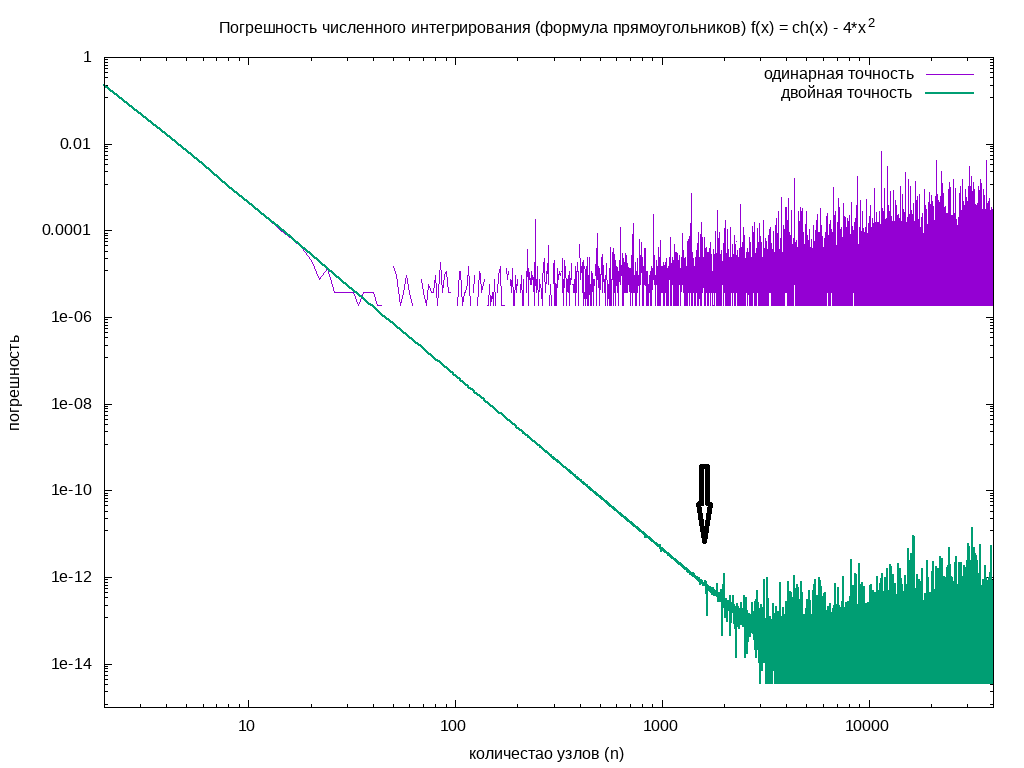 Погрешность численного интегрирования (формула прямоугольников) f(x) = ch(x) - 4*x^2
одинарная точность
двойная точность
1
0.01
0.0001
1e-06
1e-08
1e-10
1e-12
1e-14
погрешность
10
100
1000
10000
количестао узлов (n)